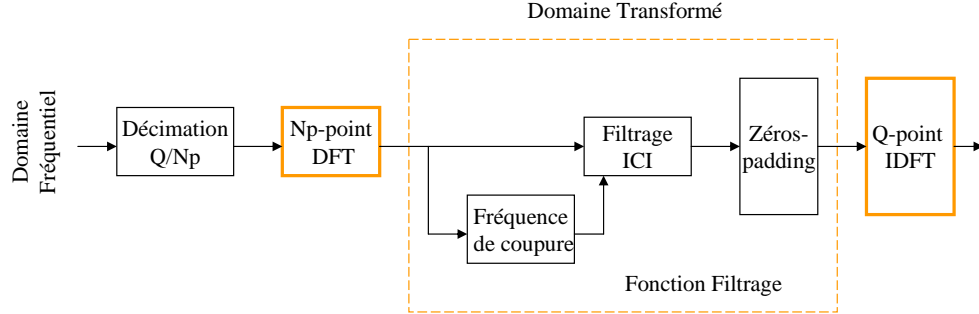 Domaine Transformé
Domaine
Fréquentiel
Décimation
Q/Np
Np-point
DFT
Filtrage
ICI
Zéros-
padding
Q-point
IDFT
Fréquence
de coupure
Fonction Filtrage